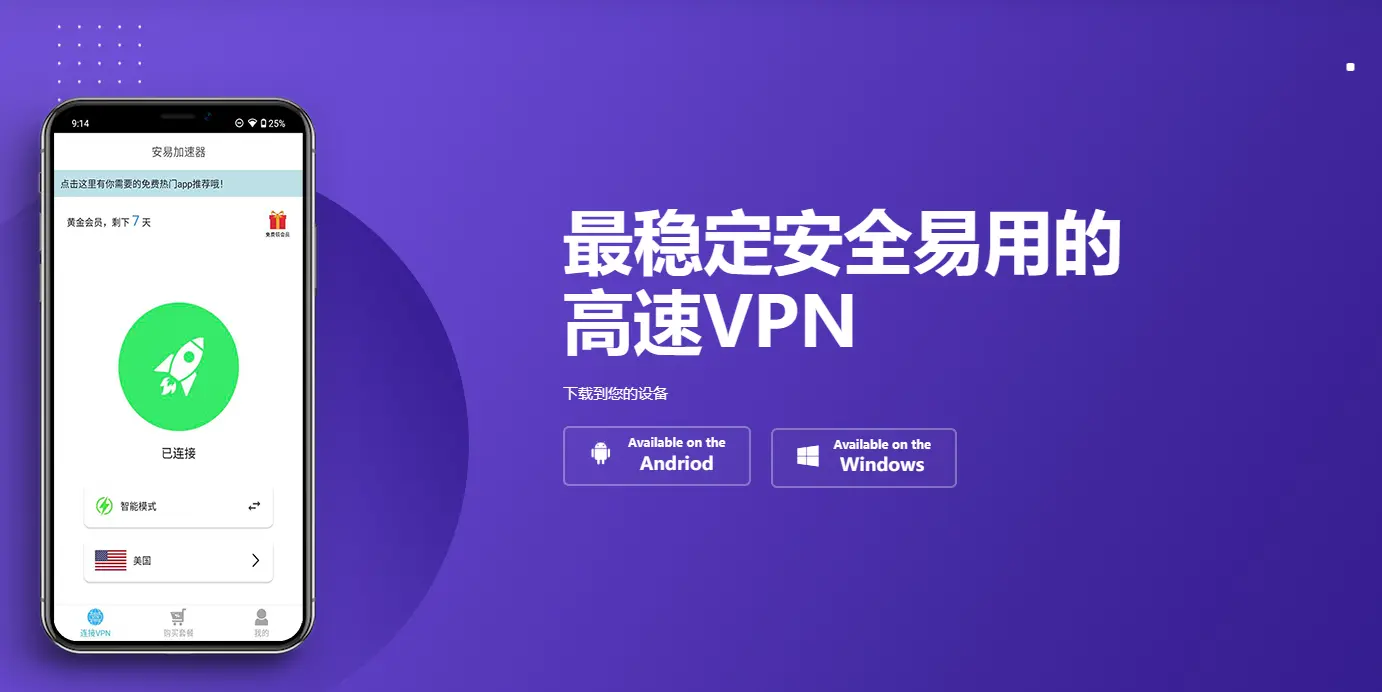 9:14
25%
安易加速器
点击这里有你需要的免费热门app推荐哦!
黄金会员，剩下 7 天
免费领会员
已连接
智能模式
美国
连接VPN
购买套餐
我的
最稳定安全易用的
高速VPN
下载到您的设备
Available on the
Andriod
Available on the
Windows